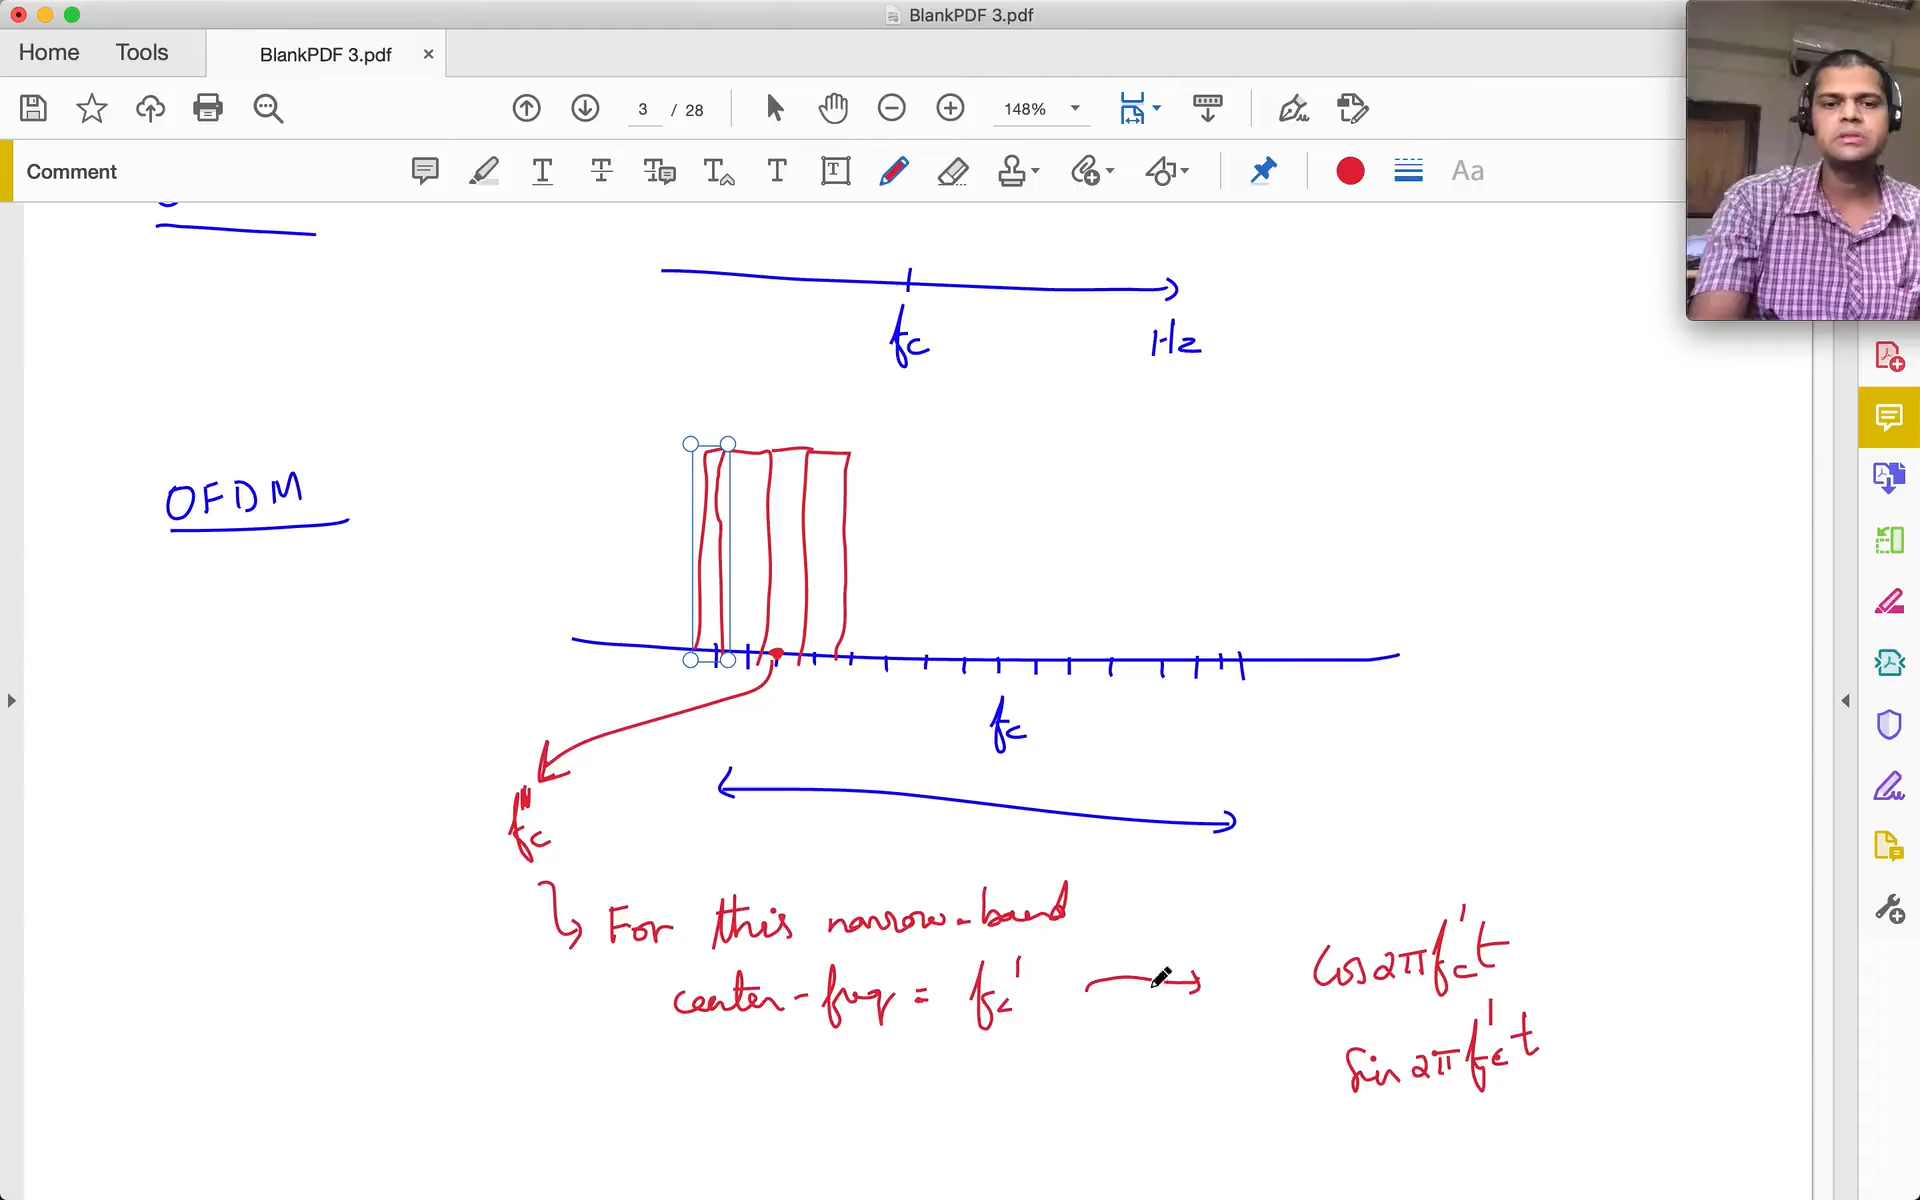 BlankPDF 3.pdf
Home
Tools
BlankPDF 3.pdf ×
3 / 28
148%
Comment
Aa
fc
Hz
OFDM
fc
fc
For this narrow-band
center-freq = fc'
cos2πfc't
sin2πfc't